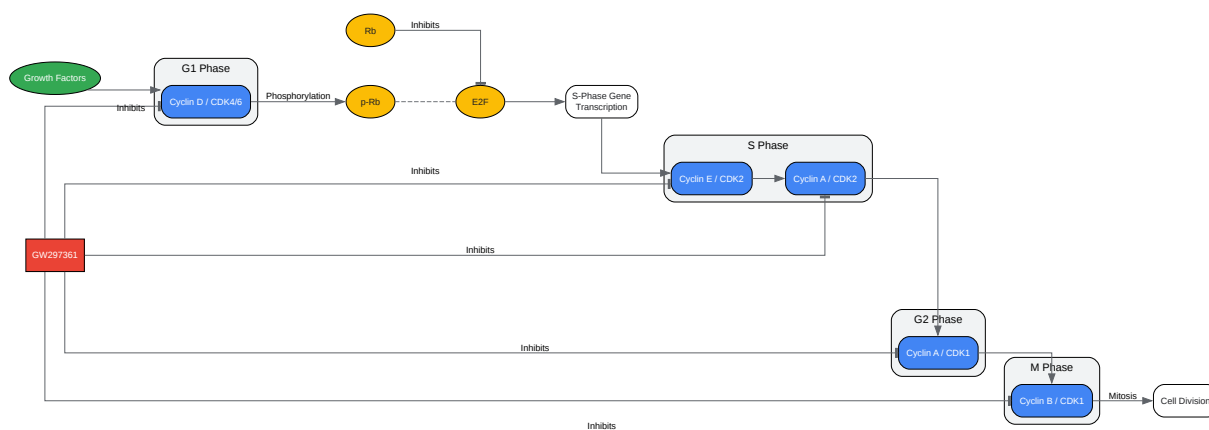 Rb
Inhibits
G1 Phase
Growth Factors
Cyclin D / CDK4/6
Inhibits
Phosphorylation
p-Rb
E2F
S-Phase Gene
Transcription
S Phase
Inhibits
Cyclin E / CDK2
Cyclin A / CDK2
GW297361
Inhibits
G2 Phase
Inhibits
Cyclin A / CDK1
M Phase
Cyclin B / CDK1
Mitosis
Cell Division
Inhibits